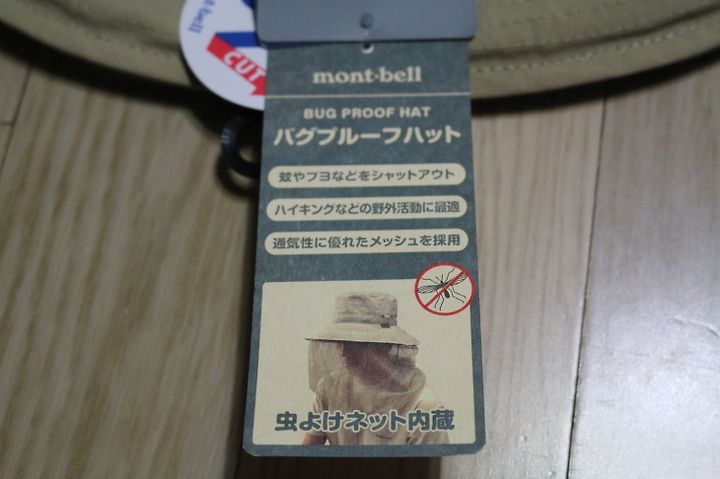 t-bell
CUT
mont-bell
BUG PROOF HAT
バグプルーフハット
蚊やブヨなどをシャットアウト
ハイキングなどの野外活動に最適
通気性に優れたメッシュを採用
虫よけネット内蔵